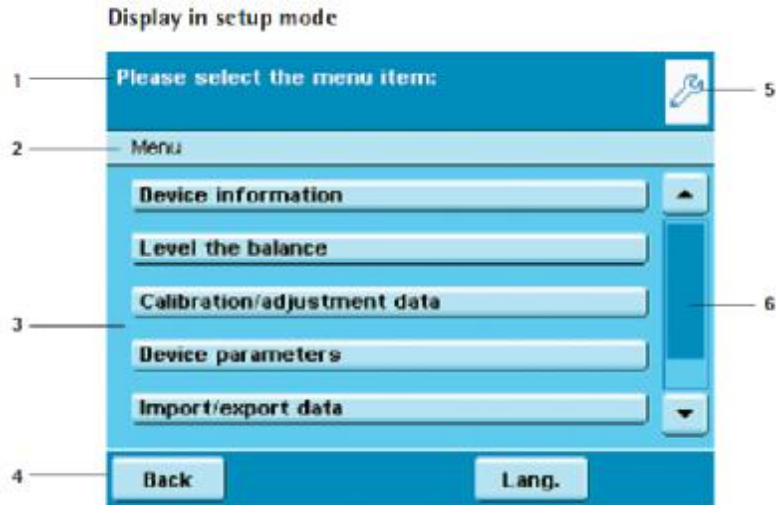 Display in setup mode
1
Please select the menu item:
5
2
Menu
Device information
Level the balance
Calibration/adjustment data
6
3
Device parameters
Import/export data
4
Back
Lang.